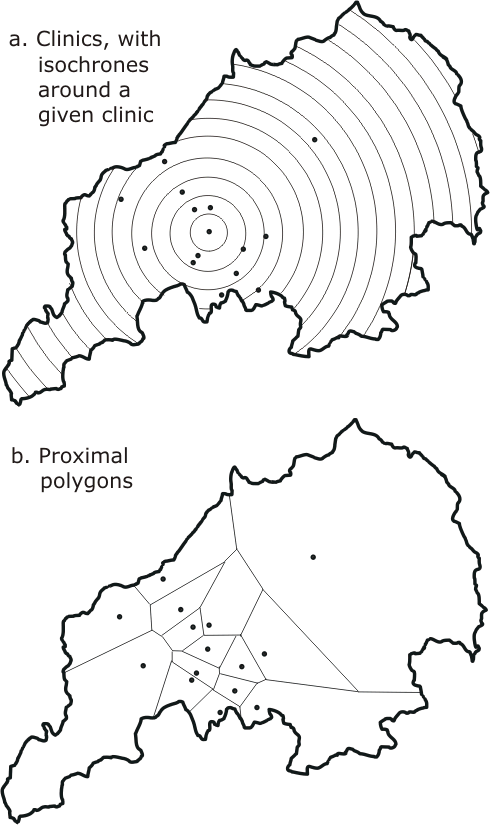 a. Clinics, with
isochrones
around a
given clinic
b. Proximal
polygons